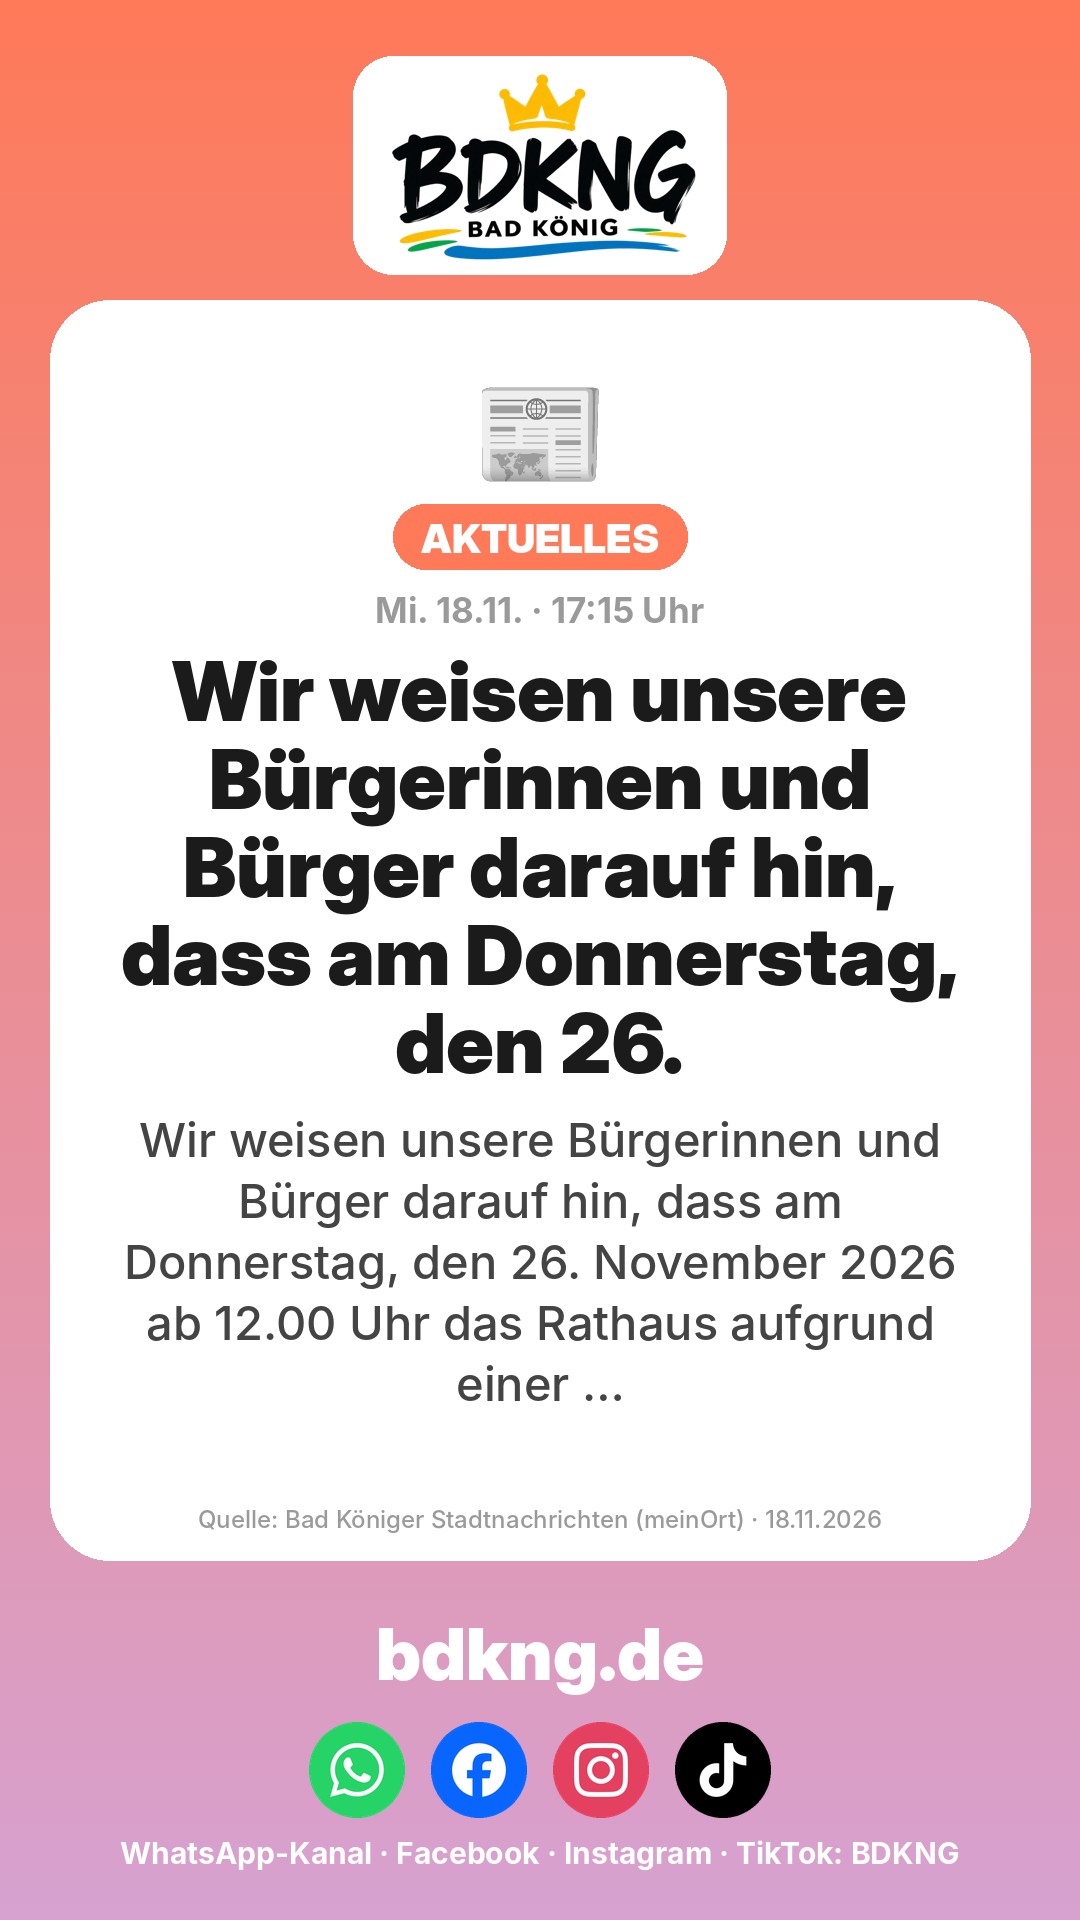 BDKNG
BAD KÖNIG
AKTUELLES
Mi. 18.11. · 17:15 Uhr
Wir weisen unsere
Bürgerinnen und
Bürger darauf hin,
dass am Donnerstag,
den 26.
Wir weisen unsere Bürgerinnen und
Bürger darauf hin, dass am
Donnerstag, den 26. November 2026
ab 12.00 Uhr das Rathaus aufgrund
einer ...
Quelle: Bad Königer Stadtnachrichten (meinOrt) · 18.11.2026
bdkng.de
WhatsApp-Kanal · Facebook · Instagram · TikTok: BDKNG